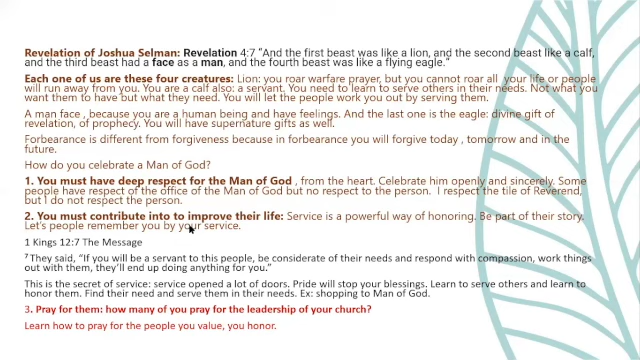 Revelation of Joshua Selman: Revelation 4:7 "And the first beast was like a lion, and the second beast like a calf,
and the third beast had a face as a man, and the fourth beast was like a flying eagle."
Each one of us are these four creatures: Lion: you roar warfare prayer, but you cannot roar all your life or people
will run away from you. You are a calf also: a servant. You need to learn to serve others in their needs. Not what you
want them to have but what they need. You will let the people work you out by serving them.
A man face, because you are a human being and have feelings. And the last one is the eagle: divine gift of
revelation, of prophecy. You will have supernature gifts as well.
Forbearance is different from forgiveness because in forbearance you will forgive today, tomorrow and in the
future.
How do you celebrate a Man of God?
1. You must have deep respect for the Man of God , from the heart. Celebrate him openly and sincerely. Some
people have respect of the office of the Man of God but no respect to the person. I respect the tile of Reverend,
but I do not respect the person.
2. You must contribute into to improve their life: Service is a powerful way of honoring. Be part of their story.
Let's people remember you by your service.
1 Kings 12:7 The Message
7 They said, "If you will be a servant to this people, be considerate of their needs and respond with compassion, work things
out with them, they'll end up doing anything for you."
This is the secret of service: service opened a lot of doors. Pride will stop your blessings. Learn to serve others and learn to
honor them. Find their need and serve them in their needs. Ex: shopping to Man of God.
3. Pray for them: how many of you pray for the leadership of your church?
Learn how to pray for the people you value, you honor.